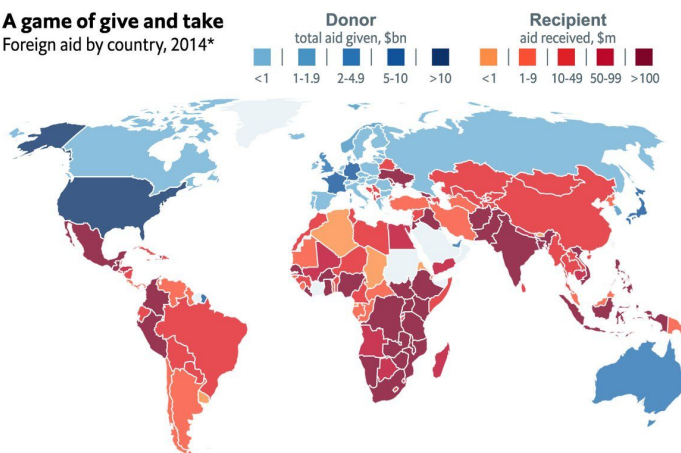 A game of give and take
Foreign aid by country, 2014*
Donor
total aid given, $bn
<1 1-1.9 2-4.9 5-10 >10
Recipient
aid received, $m
<1 1-9 10-49 50-99 >100